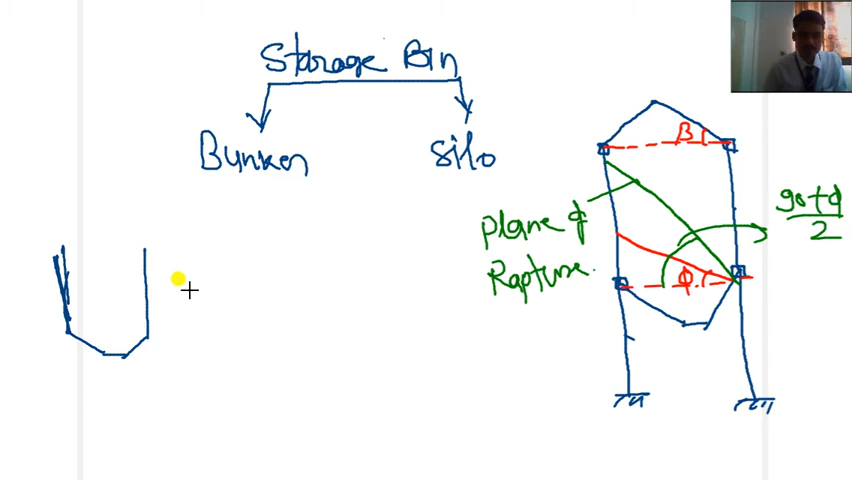 Storage Bin
Bunker
Silo
β
Plane of
Rapture.
φ
90+φ
2